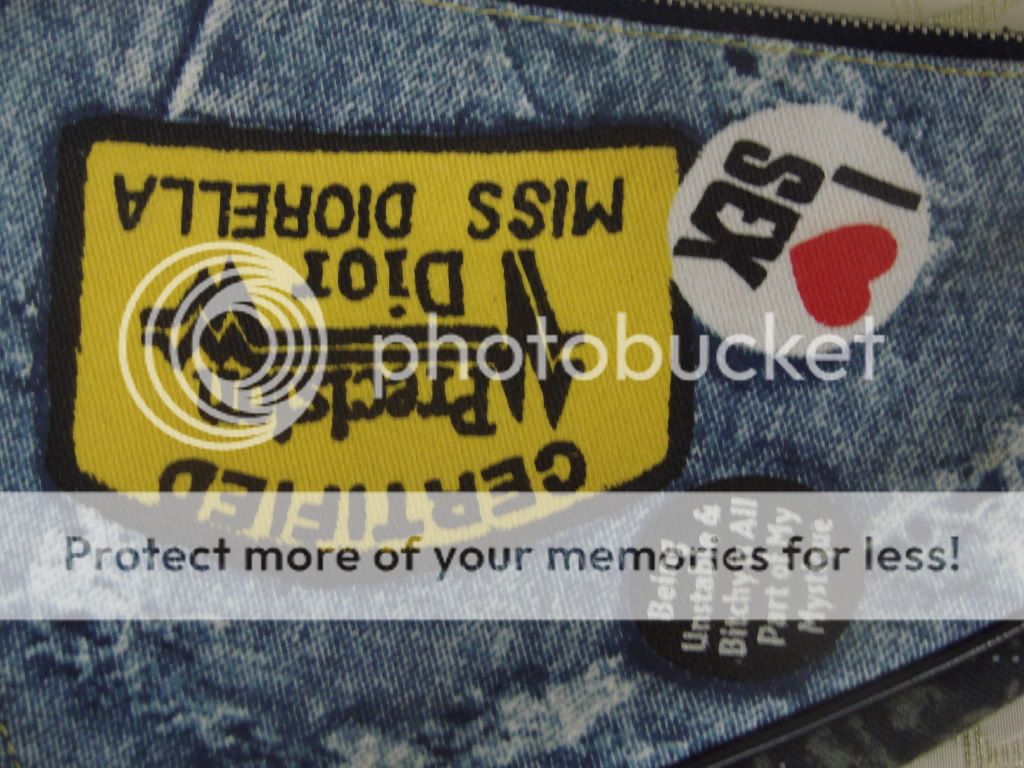 CERTIFIED
Precision
Dior
MISS DIORELLA
I ♥
SEX
Being
Unstable &
Bitchy Is All
Part of My
Mystique
photobucket
Protect more of your memories for less!